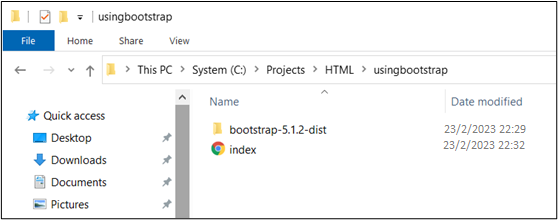 usingbootstrap
File Home Share View
This PC > System (C:) > Projects > HTML > usingbootstrap
Name Date modified
Quick access
bootstrap-5.1.2-dist 23/2/2023 22:29
Desktop
index 23/2/2023 22:32
Downloads
Documents
Pictures